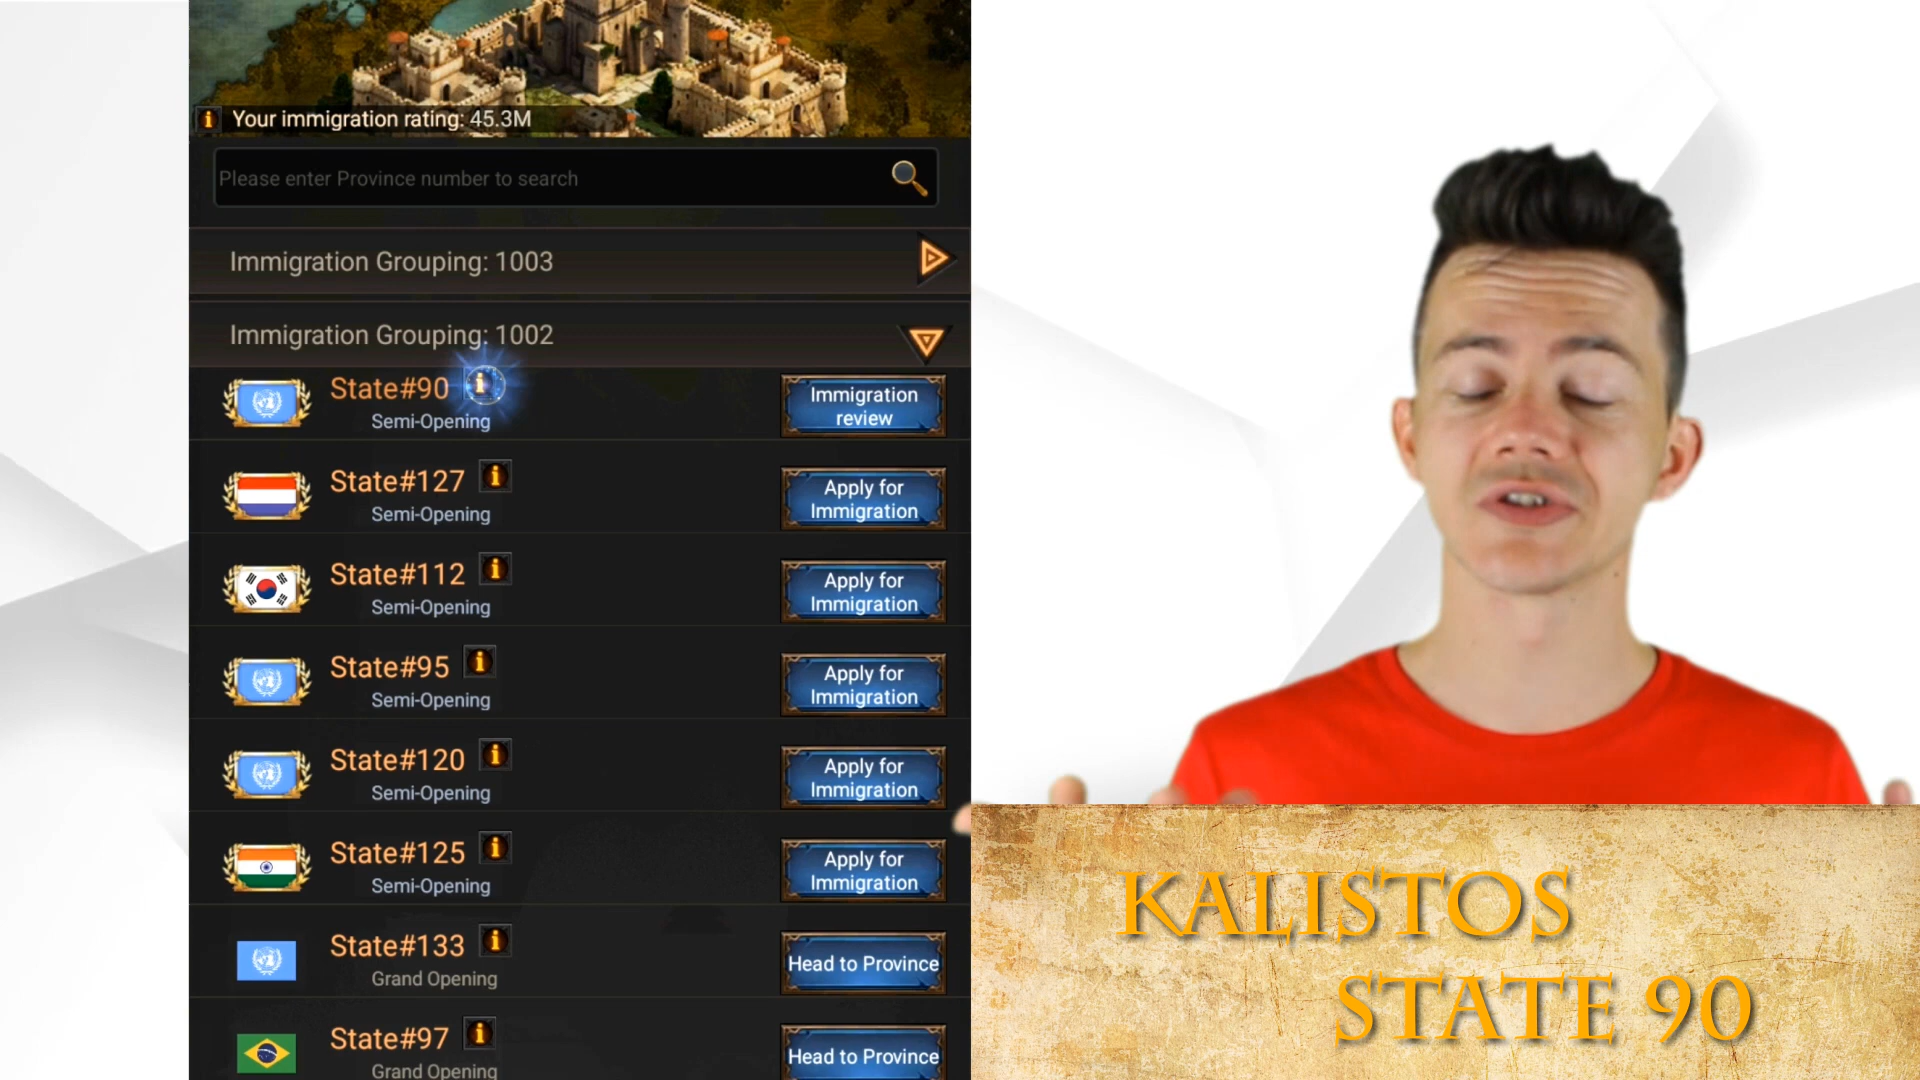 Your immigration rating: 45.3M
Please enter Province number to search
Immigration Grouping: 1003
Immigration Grouping: 1002
State#90
Semi-Opening
Immigration
review
State#127
Semi-Opening
Apply for
Immigration
State#112
Semi-Opening
Apply for
Immigration
State#95
Semi-Opening
Apply for
Immigration
State#120
Semi-Opening
Apply for
Immigration
State#125
Semi-Opening
Apply for
Immigration
State#133
Grand Opening
Head to Province
State#97
Grand Opening
Head to Province
KALISTOS
STATE 90